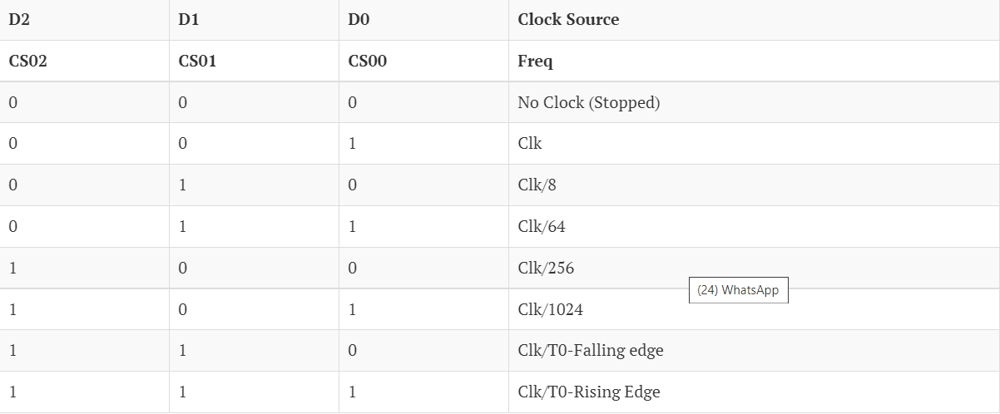 D2 D1 D0 Clock Source
CS02 CS01 CS00 Freq
0 0 0 No Clock (Stopped)
0 0 1 Clk
0 1 0 Clk/8
0 1 1 Clk/64
1 0 0 Clk/256
(24) WhatsApp
1 0 1 Clk/1024
1 1 0 Clk/T0-Falling edge
1 1 1 Clk/T0-Rising Edge